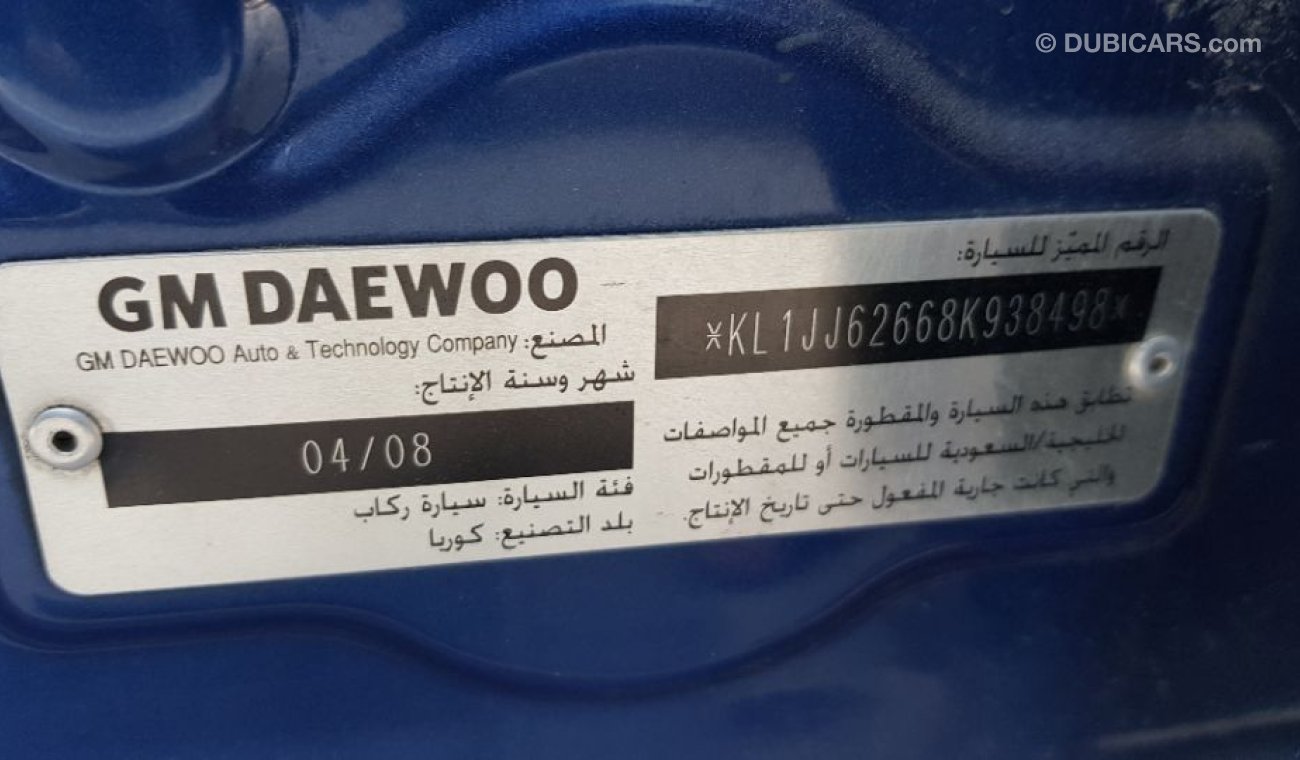 © DUBICARS.com
GM DAEWOO
المصنع: GM DAEWOO Auto & Technology Company
شهر وسنة الإنتاج:
04/08
فئة السيارة: سيارة ركاب
بلد التصنيع: كوريا
الرقم المميّز للسيارة:
*KL1JJ62668K938498*
تطابق هذه السيارة والمقطورة جميع المواصفات
الخليجية/السعودية للسيارات أو للمقطورات
والتي كانت جارية المفعول حتى تاريخ الإنتاج.